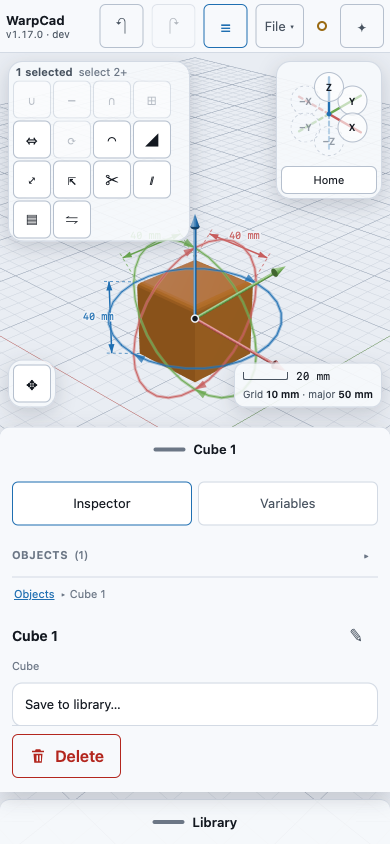 WarpCad
v1.17.0 · dev
File
1 selected select 2+
Z
−X
Y
−Y
X
−Z
Home
40 mm 40 mm
40 mm
20 mm
Grid 10 mm · major 50 mm
Cube 1
Inspector
Variables
OBJECTS (1)
Objects ‣ Cube 1
Cube 1
Cube
Save to library…
Delete
Library